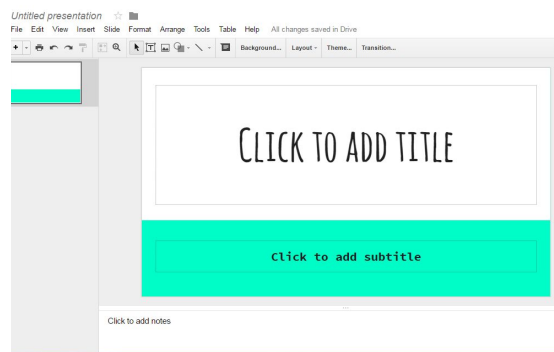 Untitled presentation
File Edit View Insert Slide Format Arrange Tools Table Help All changes saved in Drive
Background... Layout Theme... Transition...
Click to add title
Click to add subtitle
Click to add notes